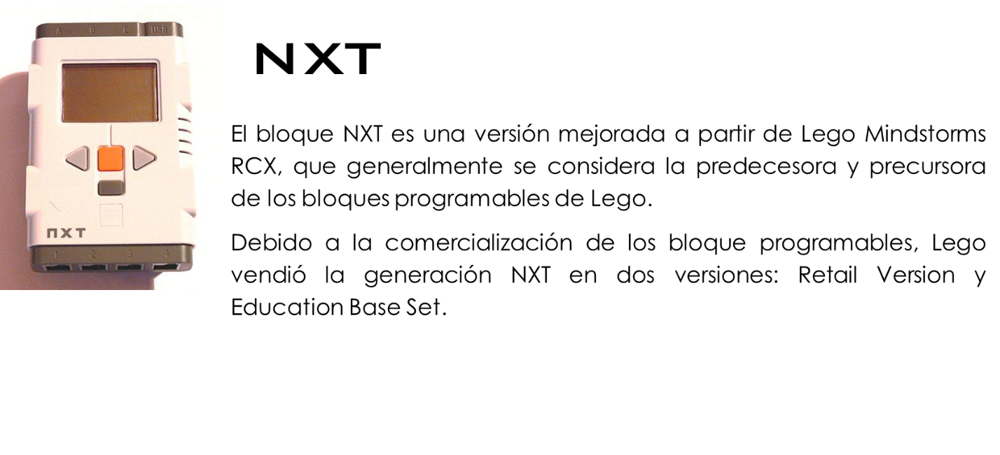 A B C USB
NXT
1 2 3 4
NXT
El bloque NXT es una versión mejorada a partir de Lego Mindstorms
RCX, que generalmente se considera la predecesora y precursora
de los bloques programables de Lego.
Debido a la comercialización de los bloque programables, Lego
vendió la generación NXT en dos versiones: Retail Version y
Education Base Set.